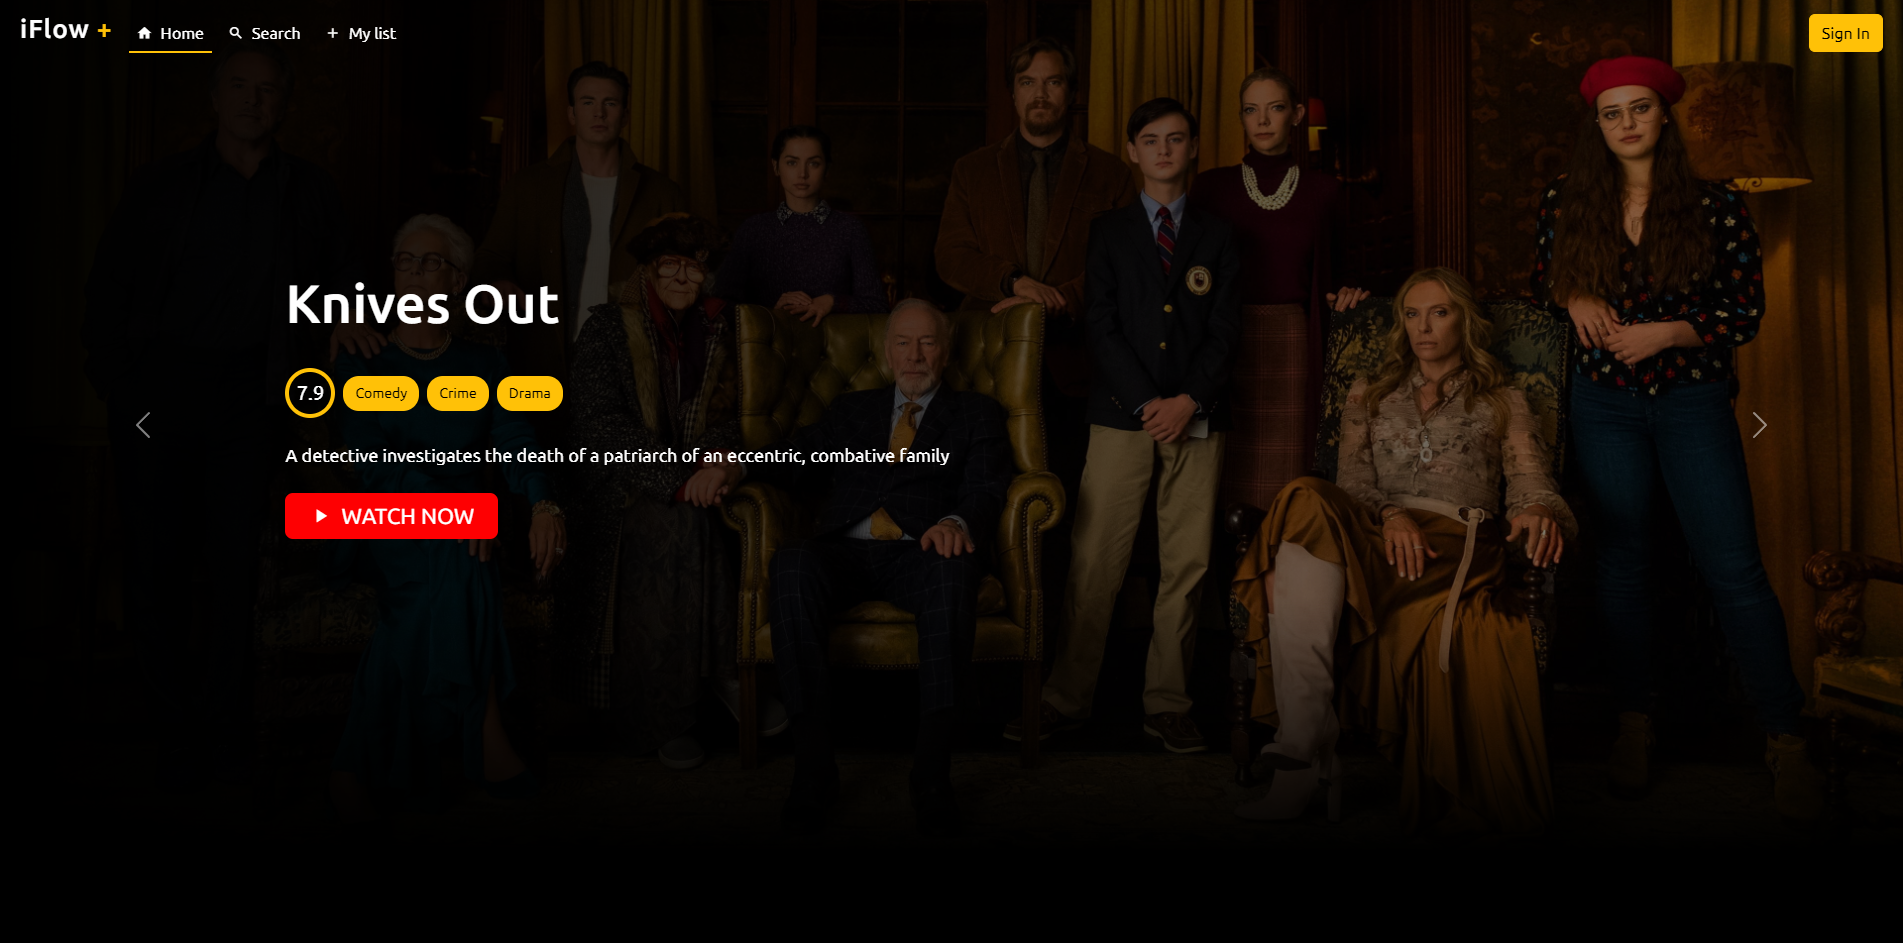 iFlow +
Home
Search
My list
Sign In
Knives Out
7.9
Comedy
Crime
Drama
A detective investigates the death of a patriarch of an eccentric, combative family
WATCH NOW